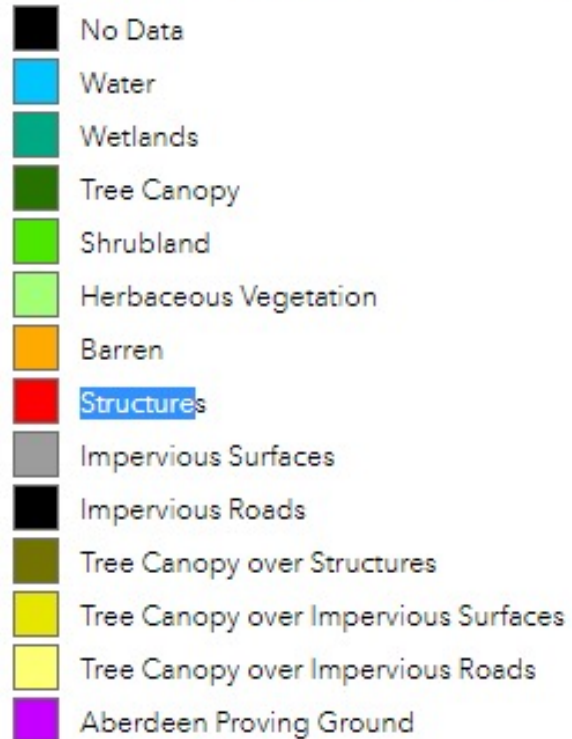 No Data
Water
Wetlands
Tree Canopy
Shrubland
Herbaceous Vegetation
Barren
Structures
Impervious Surfaces
Impervious Roads
Tree Canopy over Structures
Tree Canopy over Impervious Surfaces
Tree Canopy over Impervious Roads
Aberdeen Proving Ground